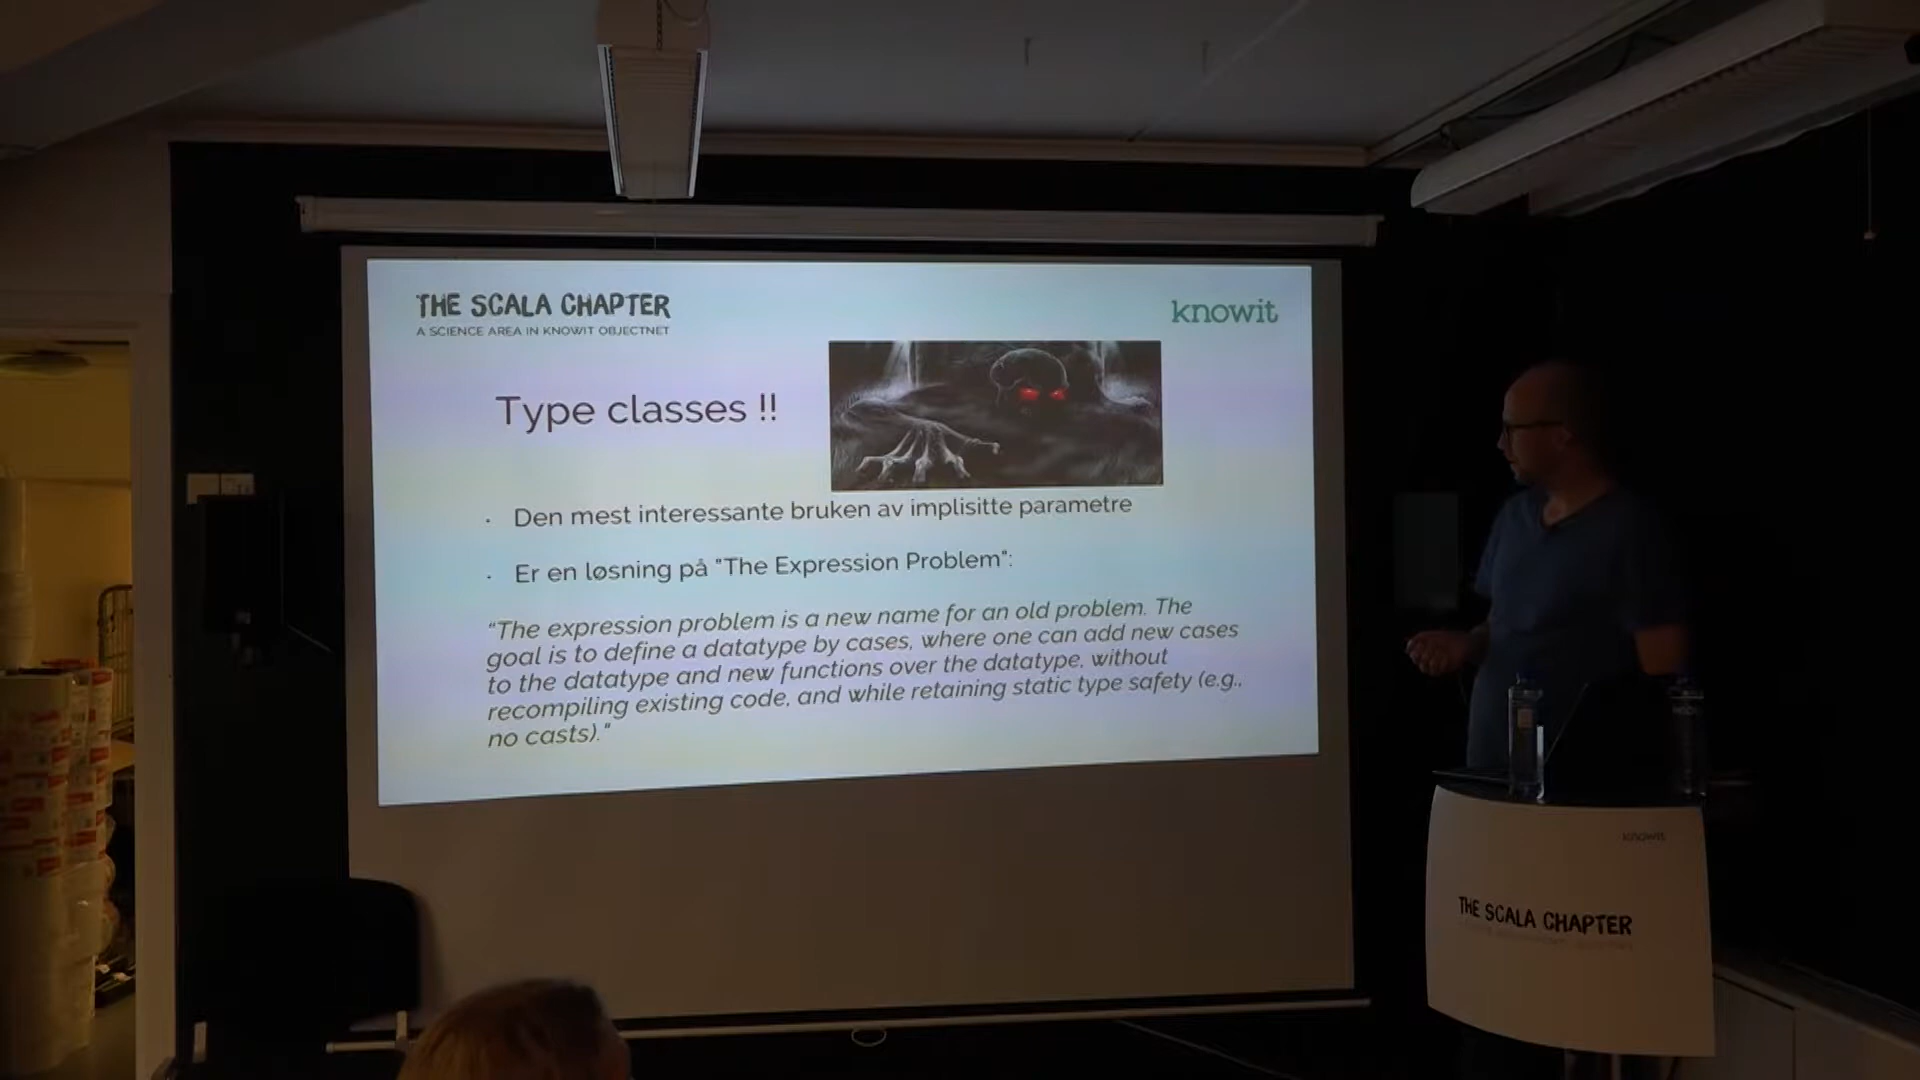 THE SCALA CHAPTER
A SCIENCE AREA IN KNOWIT OBJECTNET
knowit
Type classes !!
· Den mest interessante bruken av implisitte parametre
· Er en løsning på "The Expression Problem":
"The expression problem is a new name for an old problem. The
goal is to define a datatype by cases, where one can add new cases
to the datatype and new functions over the datatype, without
recompiling existing code, and while retaining static type safety (e.g.,
no casts)."
knowit
THE SCALA CHAPTER